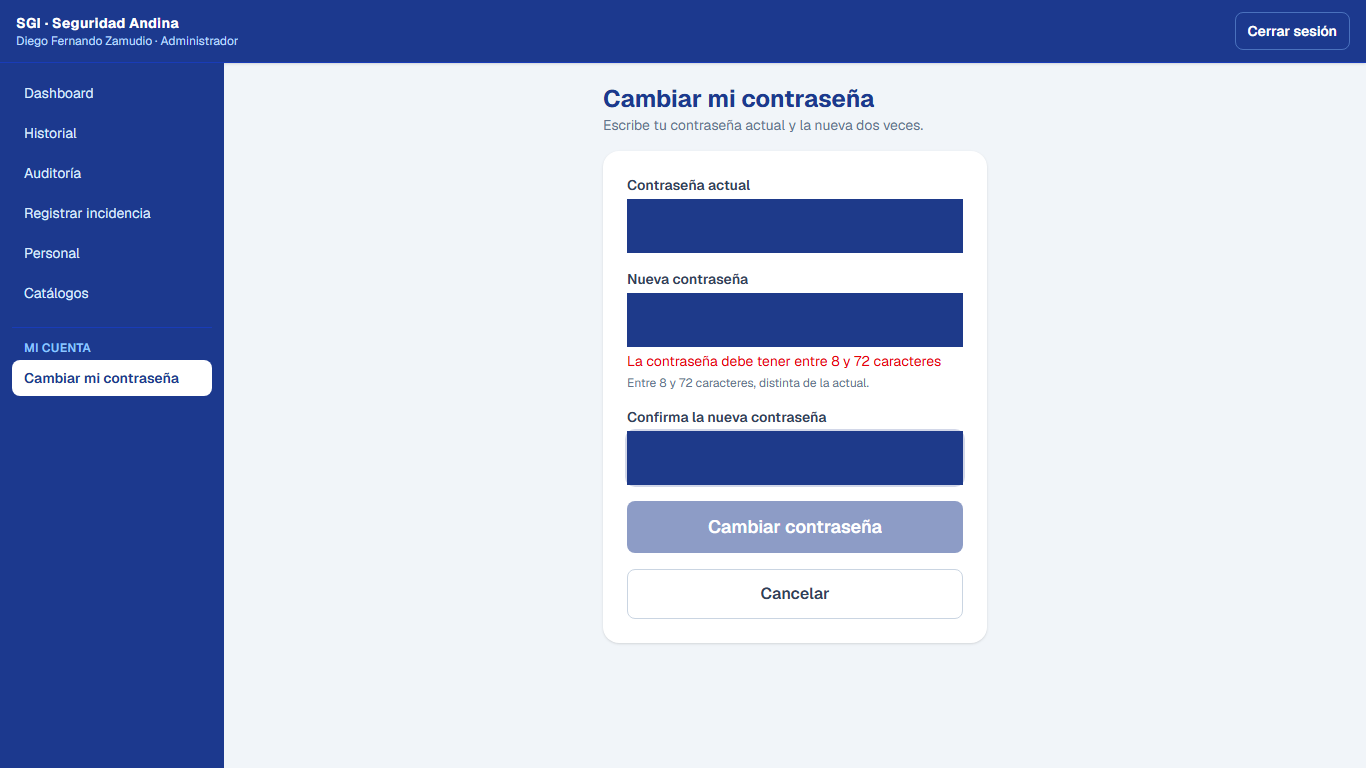 SGI · Seguridad Andina
Diego Fernando Zamudio · Administrador
Cerrar sesión
Dashboard
Historial
Auditoría
Registrar incidencia
Personal
Catálogos
MI CUENTA
Cambiar mi contraseña
Cambiar mi contraseña
Escribe tu contraseña actual y la nueva dos veces.
Contraseña actual
Nueva contraseña
La contraseña debe tener entre 8 y 72 caracteres
Entre 8 y 72 caracteres, distinta de la actual.
Confirma la nueva contraseña
Cambiar contraseña
Cancelar